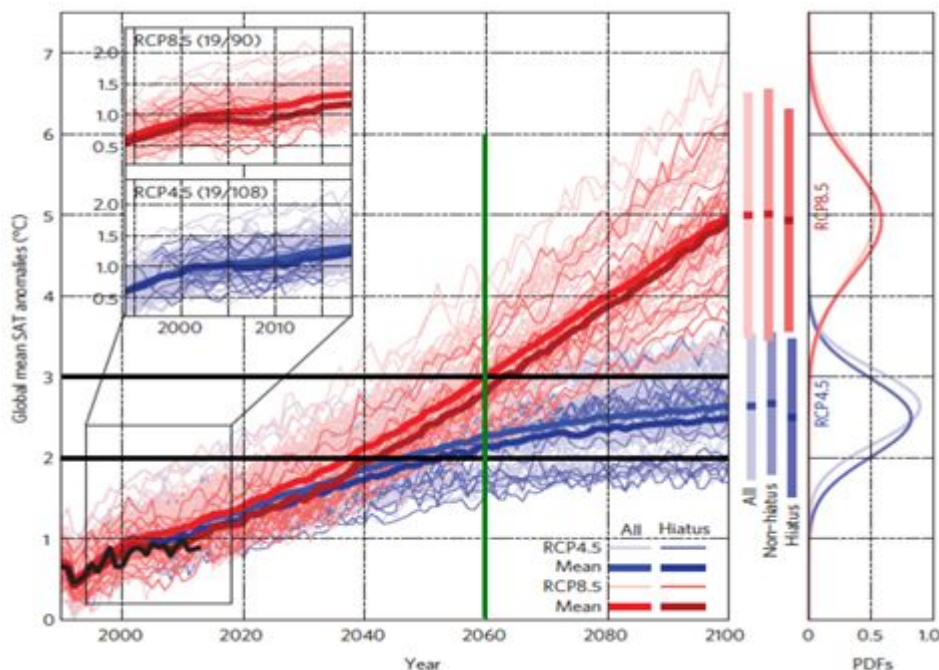 7
6
5
4
3
2
1
0
Global mean SAT anomalies (°C)
RCP8.5 (19/90)
2.0
1.5
1.0
0.5
RCP4.5 (19/108)
2.0
1.5
1.0
0.5
2000 2010
All Hiatus
RCP4.5
Mean
RCP8.5
Mean
2000 2020 2040 2060 2080 2100
Year
All
Non-hiatus
Hiatus
RCP8.5
RCP4.5
0 0.5 1.0
PDFs